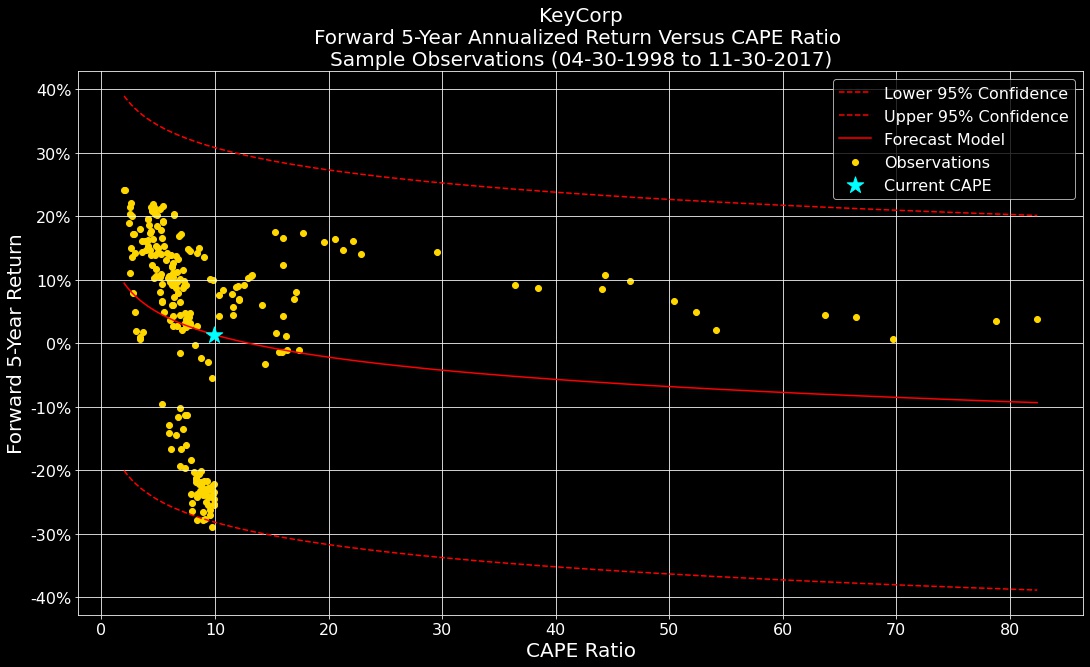 KeyCorp
Forward 5-Year Annualized Return Versus CAPE Ratio
Sample Observations (04-30-1998 to 11-30-2017)
Lower 95% Confidence
Upper 95% Confidence
Forecast Model
Observations
Current CAPE
Forward 5-Year Return
40%
30%
20%
10%
0%
-10%
-20%
-30%
-40%
0 10 20 30 40 50 60 70 80
CAPE Ratio